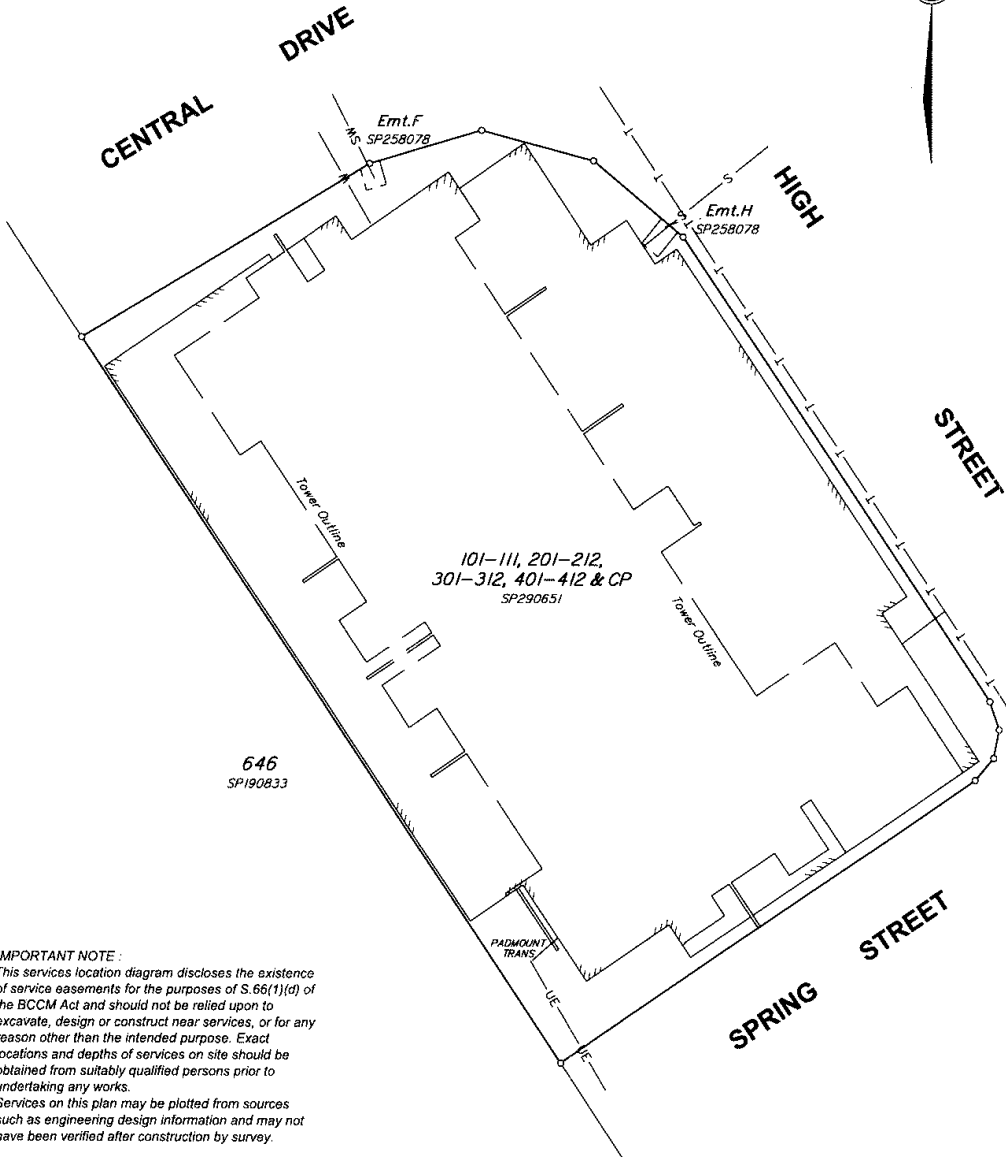 DRIVE
CENTRAL
Emt.F
SP258078
SW
HIGH
S
S
Emt.H
SP258078
T
T
T
T
T
T
T
T
T
T
T
T
STREET
Tower Outline
101-111, 201-212,
301-312, 401-412 & CP
SP290651
Tower Outline
646
SP190833
PADMOUNT
TRANS
UE
UE
STREET
SPRING
IMPORTANT NOTE :
This services location diagram discloses the existence
of service easements for the purposes of S.66(1)(d) of
the BCCM Act and should not be relied upon to
excavate, design or construct near services, or for any
reason other than the intended purpose. Exact
locations and depths of services on site should be
obtained from suitably qualified persons prior to
undertaking any works.
Services on this plan may be plotted from sources
such as engineering design information and may not
have been verified after construction by survey.